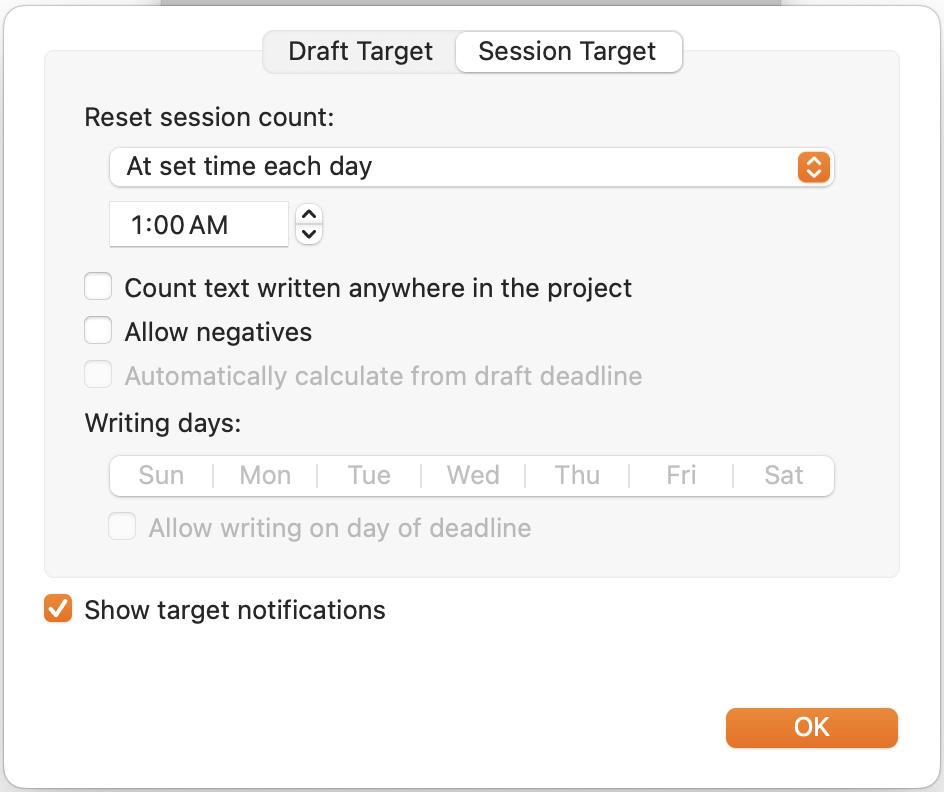 Draft Target Session Target
Reset session count:
At set time each day
1:00 AM
Count text written anywhere in the project
Allow negatives
Automatically calculate from draft deadline
Writing days:
Sun Mon Tue Wed Thu Fri Sat
Allow writing on day of deadline
Show target notifications
OK